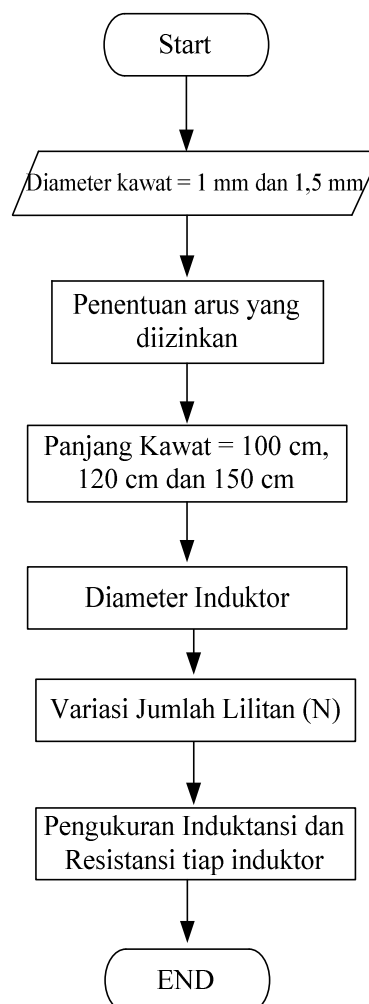 Start
Diameter kawat = 1 mm dan 1,5 mm
Penentuan arus yang
diizinkan
Panjang Kawat = 100 cm,
120 cm dan 150 cm
Diameter Induktor
Variasi Jumlah Lilitan (N)
Pengukuran Induktansi dan
Resistansi tiap induktor
END